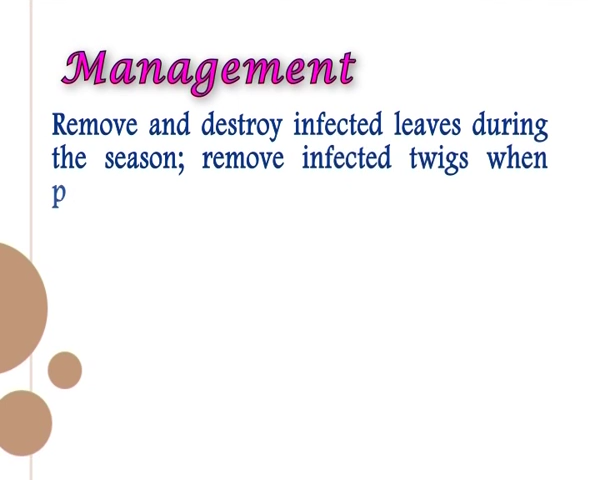 Management
Remove and destroy infected leaves during
the season; remove infected twigs when
p